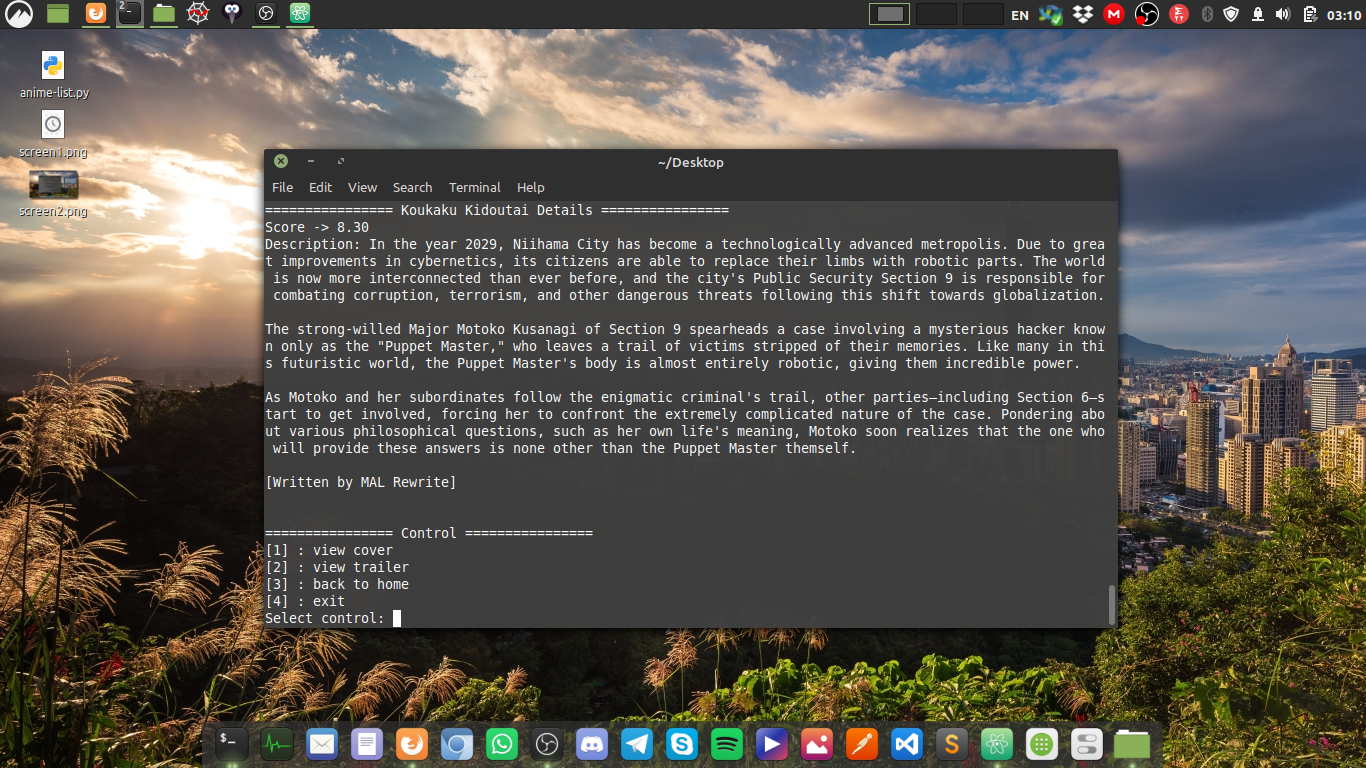 2
EN
03:10
anime-list.py
screen1.png
screen2.png
~/Desktop
File Edit View Search Terminal Help
================ Koukaku Kidoutai Details ================
Score -> 8.30
Description: In the year 2029, Niihama City has become a technologically advanced metropolis. Due to grea
t improvements in cybernetics, its citizens are able to replace their limbs with robotic parts. The world
 is now more interconnected than ever before, and the city's Public Security Section 9 is responsible for
 combating corruption, terrorism, and other dangerous threats following this shift towards globalization.
The strong-willed Major Motoko Kusanagi of Section 9 spearheads a case involving a mysterious hacker know
n only as the "Puppet Master," who leaves a trail of victims stripped of their memories. Like many in thi
s futuristic world, the Puppet Master's body is almost entirely robotic, giving them incredible power.
As Motoko and her subordinates follow the enigmatic criminal's trail, other parties—including Section 6—s
tart to get involved, forcing her to confront the extremely complicated nature of the case. Pondering abo
ut various philosophical questions, such as her own life's meaning, Motoko soon realizes that the one who
 will provide these answers is none other than the Puppet Master themself.
[Written by MAL Rewrite]
================ Control ================
[1] : view cover
[2] : view trailer
[3] : back to home
[4] : exit
Select control: